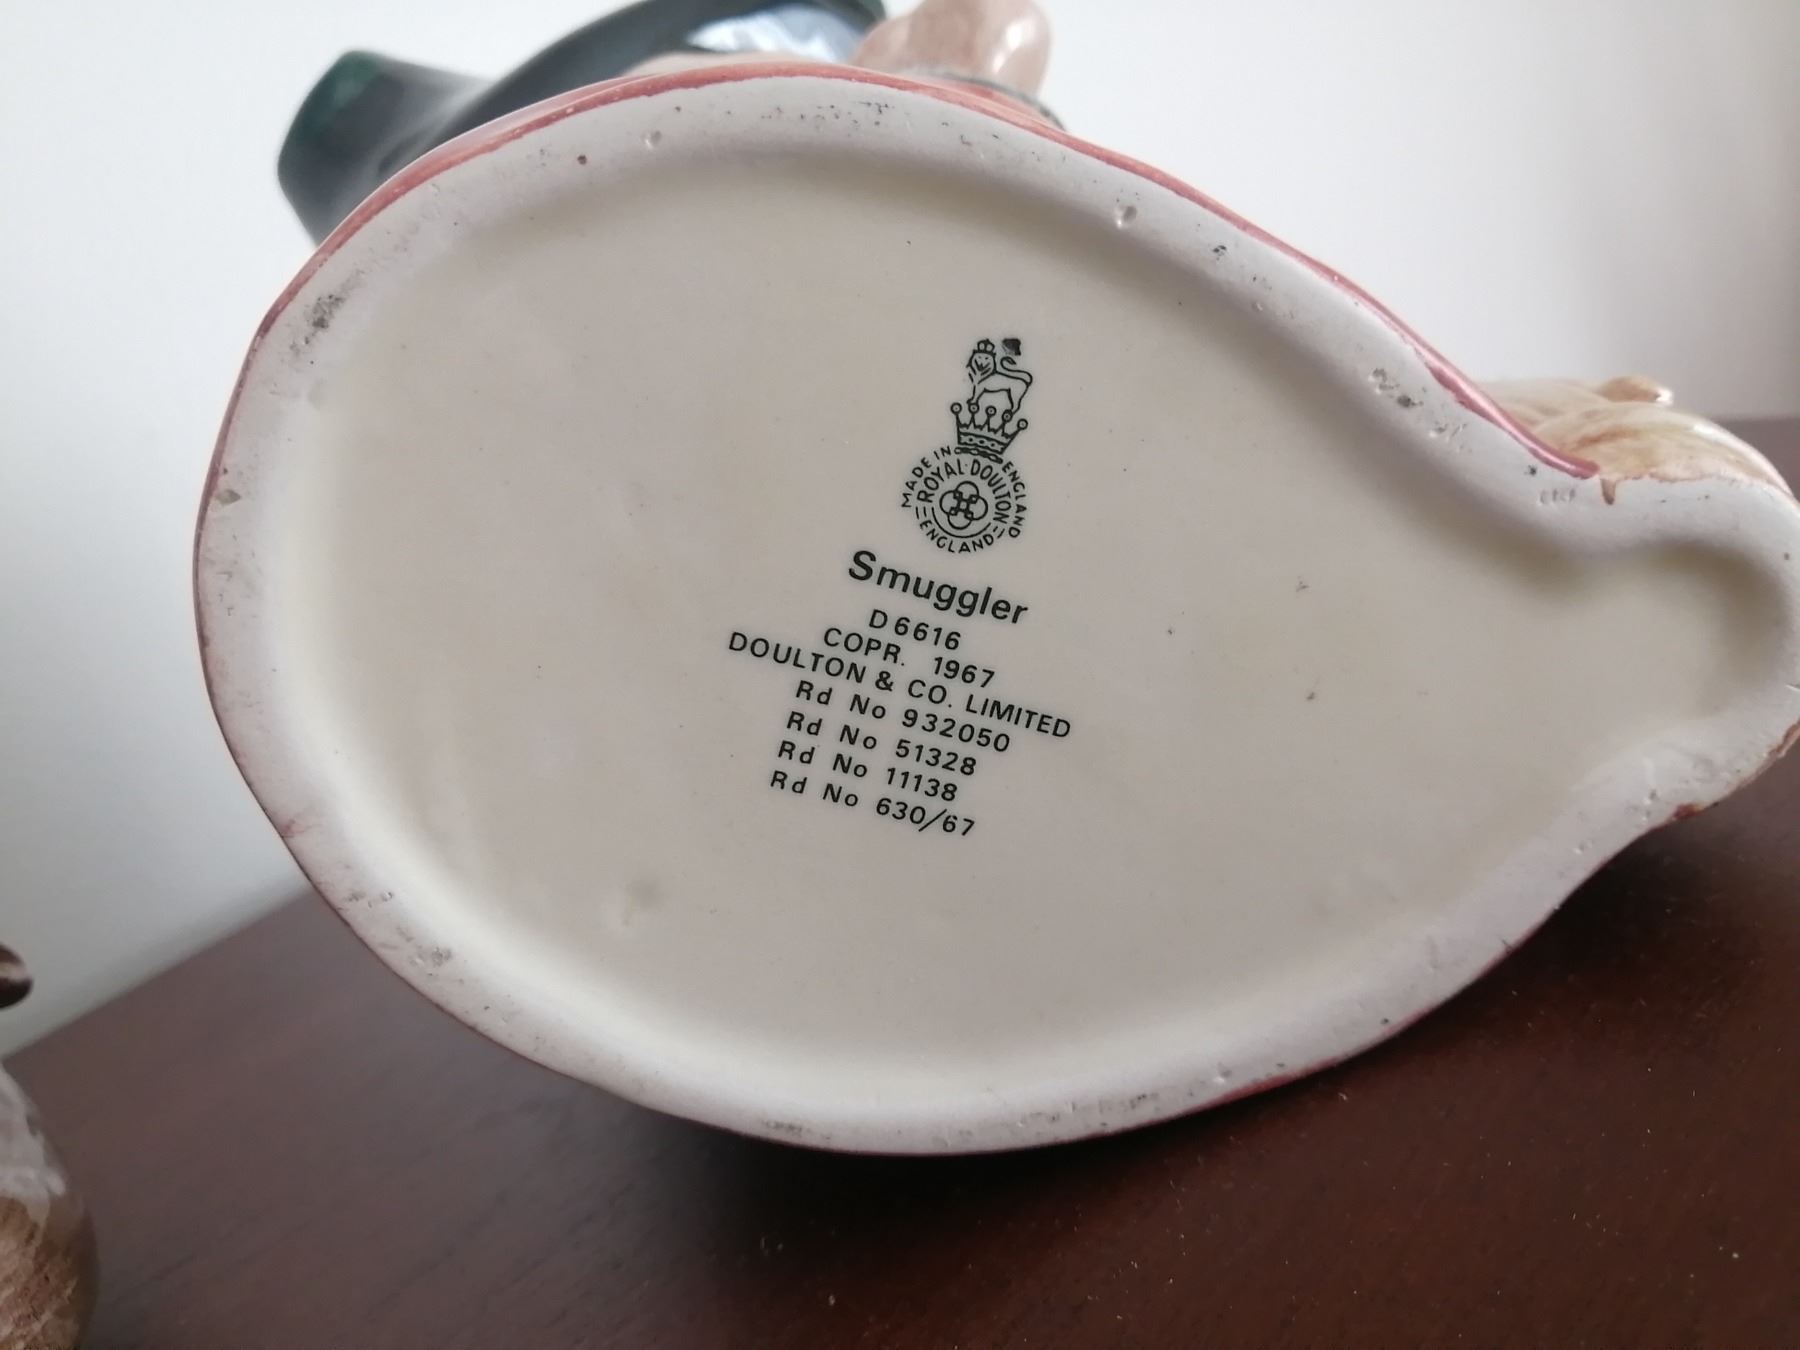 MADE IN ENGLAND
ROYAL DOULTON
ENGLAND
Smuggler
D6616
COPR. 1967
DOULTON & CO. LIMITED
Rd No 932050
Rd No 51328
Rd No 11138
Rd No 630/67